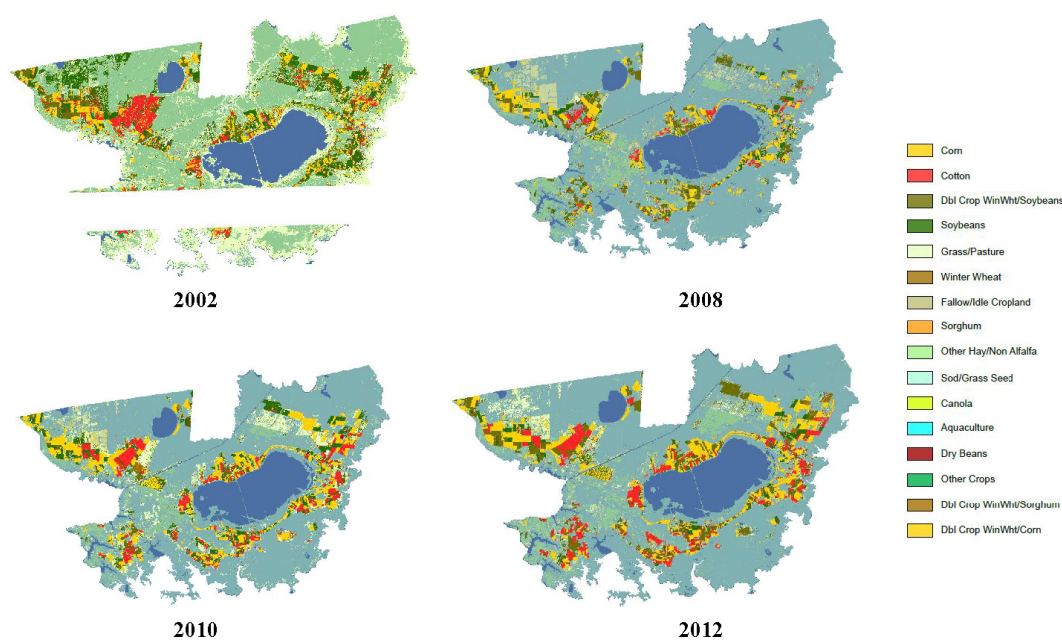 2002
2008
2010
2012
Corn
Cotton
Dbl Crop WinWht/Soybeans
Soybeans
Grass/Pasture
Winter Wheat
Fallow/Idle Cropland
Sorghum
Other Hay/Non Alfalfa
Sod/Grass Seed
Canola
Aquaculture
Dry Beans
Other Crops
Dbl Crop WinWht/Sorghum
Dbl Crop WinWht/Corn